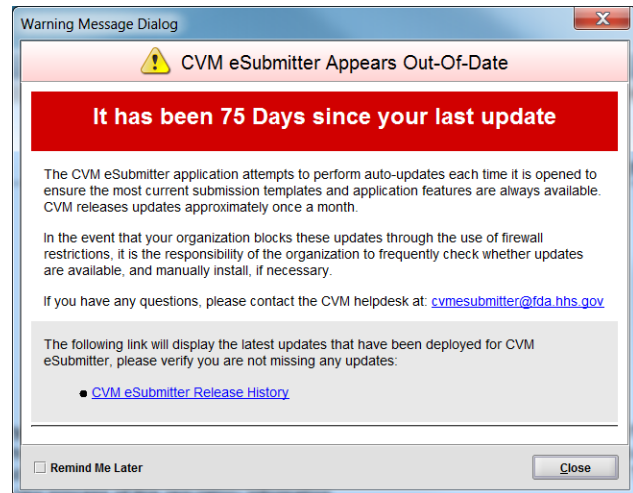 Warning Message Dialog
X
CVM eSubmitter Appears Out-Of-Date
It has been 75 Days since your last update
The CVM eSubmitter application attempts to perform auto-updates each time it is opened to
ensure the most current submission templates and application features are always available.
CVM releases updates approximately once a month.
In the event that your organization blocks these updates through the use of firewall
restrictions, it is the responsibility of the organization to frequently check whether updates
are available, and manually install, if necessary.
If you have any questions, please contact the CVM helpdesk at: cvmesubmitter@fda.hhs.gov
The following link will display the latest updates that have been deployed for CVM
eSubmitter, please verify you are not missing any updates:
CVM eSubmitter Release History
Remind Me Later
Close